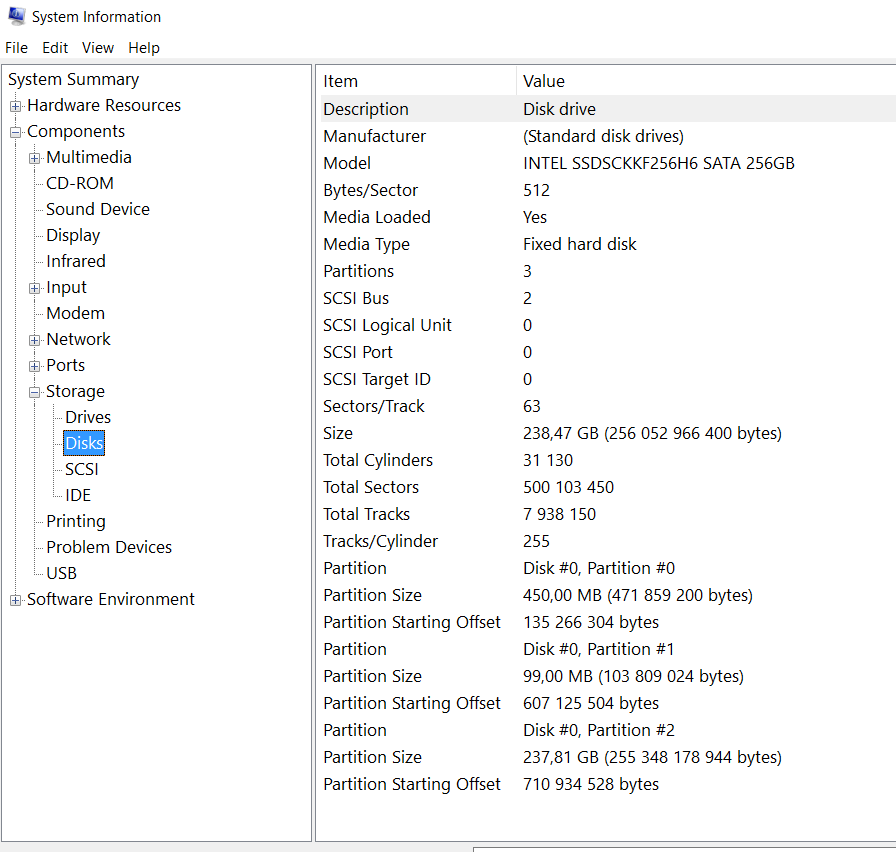 System Information
File Edit View Help
System Summary
Hardware Resources
Components
Multimedia
CD-ROM
Sound Device
Display
Infrared
Input
Modem
Network
Ports
Storage
Drives
Disks
SCSI
IDE
Printing
Problem Devices
USB
Software Environment
Item Value
Description Disk drive
Manufacturer (Standard disk drives)
Model INTEL SSDSCKKF256H6 SATA 256GB
Bytes/Sector 512
Media Loaded Yes
Media Type Fixed hard disk
Partitions 3
SCSI Bus 2
SCSI Logical Unit 0
SCSI Port 0
SCSI Target ID 0
Sectors/Track 63
Size 238,47 GB (256 052 966 400 bytes)
Total Cylinders 31 130
Total Sectors 500 103 450
Total Tracks 7 938 150
Tracks/Cylinder 255
Partition Disk #0, Partition #0
Partition Size 450,00 MB (471 859 200 bytes)
Partition Starting Offset 135 266 304 bytes
Partition Disk #0, Partition #1
Partition Size 99,00 MB (103 809 024 bytes)
Partition Starting Offset 607 125 504 bytes
Partition Disk #0, Partition #2
Partition Size 237,81 GB (255 348 178 944 bytes)
Partition Starting Offset 710 934 528 bytes